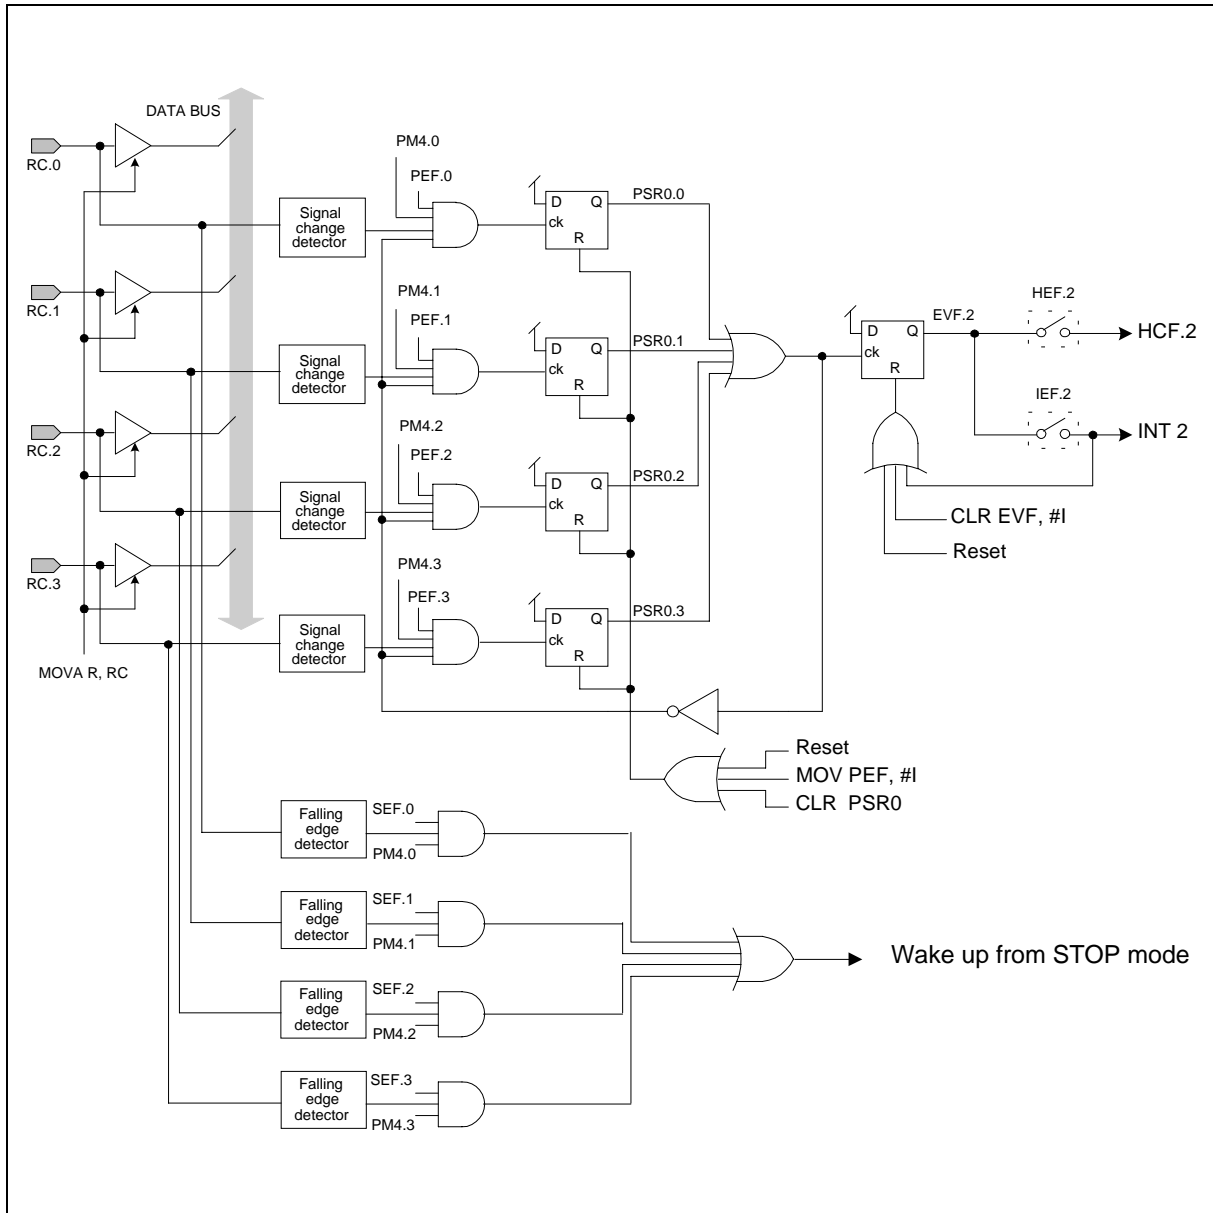 DATA BUS
RC.0
PM4.0
PEF.0
Signal
change
detector
D Q
ck
R
PSR0.0
RC.1
PM4.1
PEF.1
Signal
change
detector
D Q
ck
R
PSR0.1
D Q
ck
R
EVF.2
HEF.2
HCF.2
IEF.2
INT 2
CLR EVF, #I
Reset
RC.2
PM4.2
PEF.2
Signal
change
detector
D Q
ck
R
PSR0.2
RC.3
PM4.3
PEF.3
Signal
change
detector
D Q
ck
R
PSR0.3
MOVA R, RC
Reset
MOV PEF, #I
CLR PSR0
Falling
edge
detector
SEF.0
PM4.0
Falling
edge
detector
SEF.1
PM4.1
Wake up from STOP mode
Falling
edge
detector
SEF.2
PM4.2
Falling
edge
detector
SEF.3
PM4.3